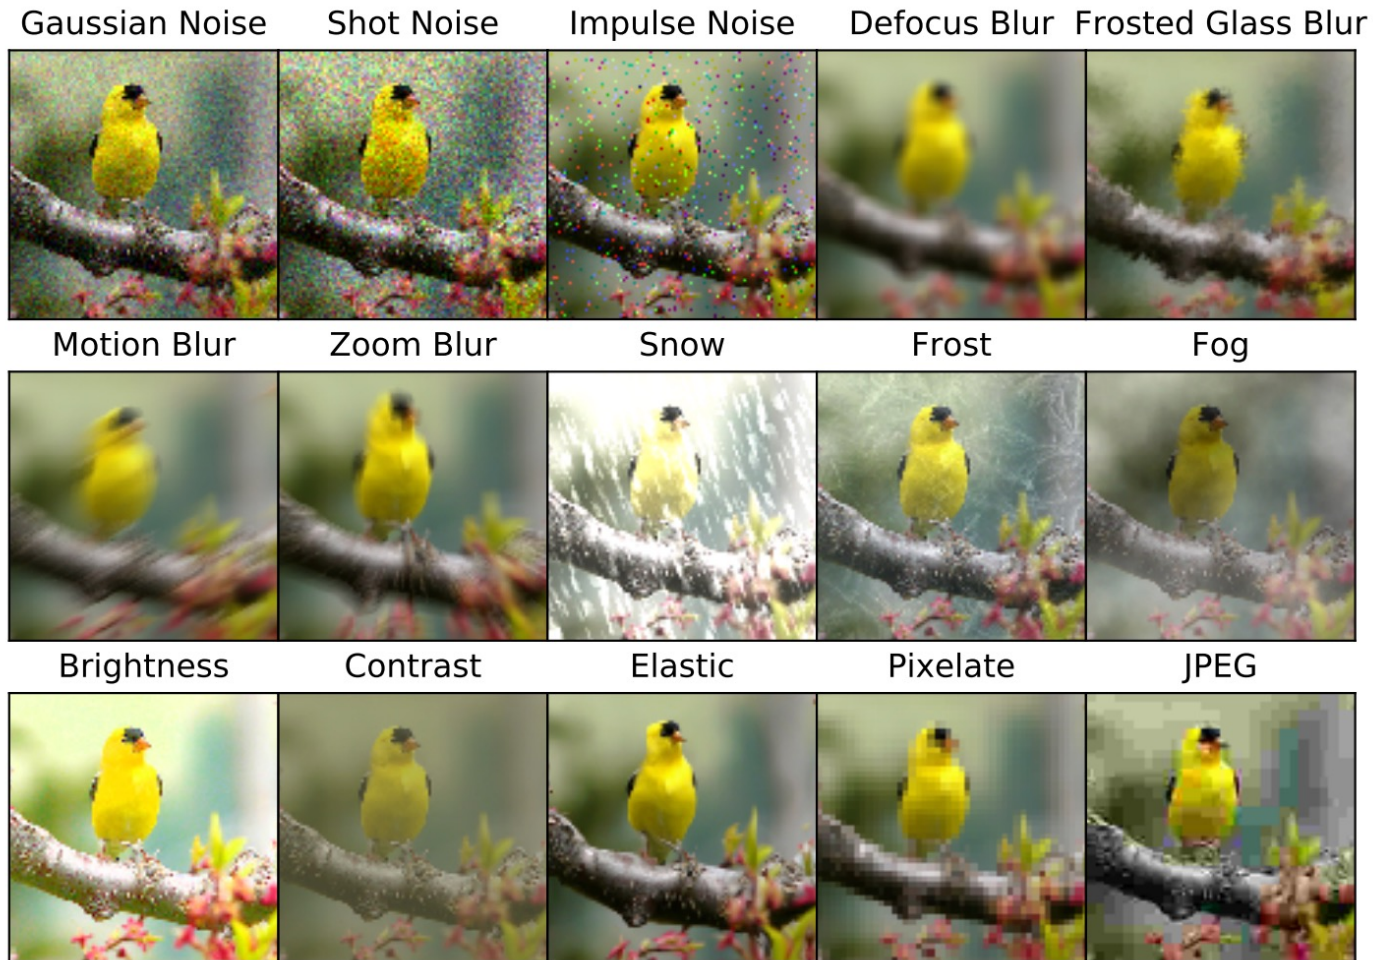 Gaussian Noise Shot Noise Impulse Noise Defocus Blur Frosted Glass Blur
Motion Blur Zoom Blur Snow Frost Fog
Brightness Contrast Elastic Pixelate JPEG